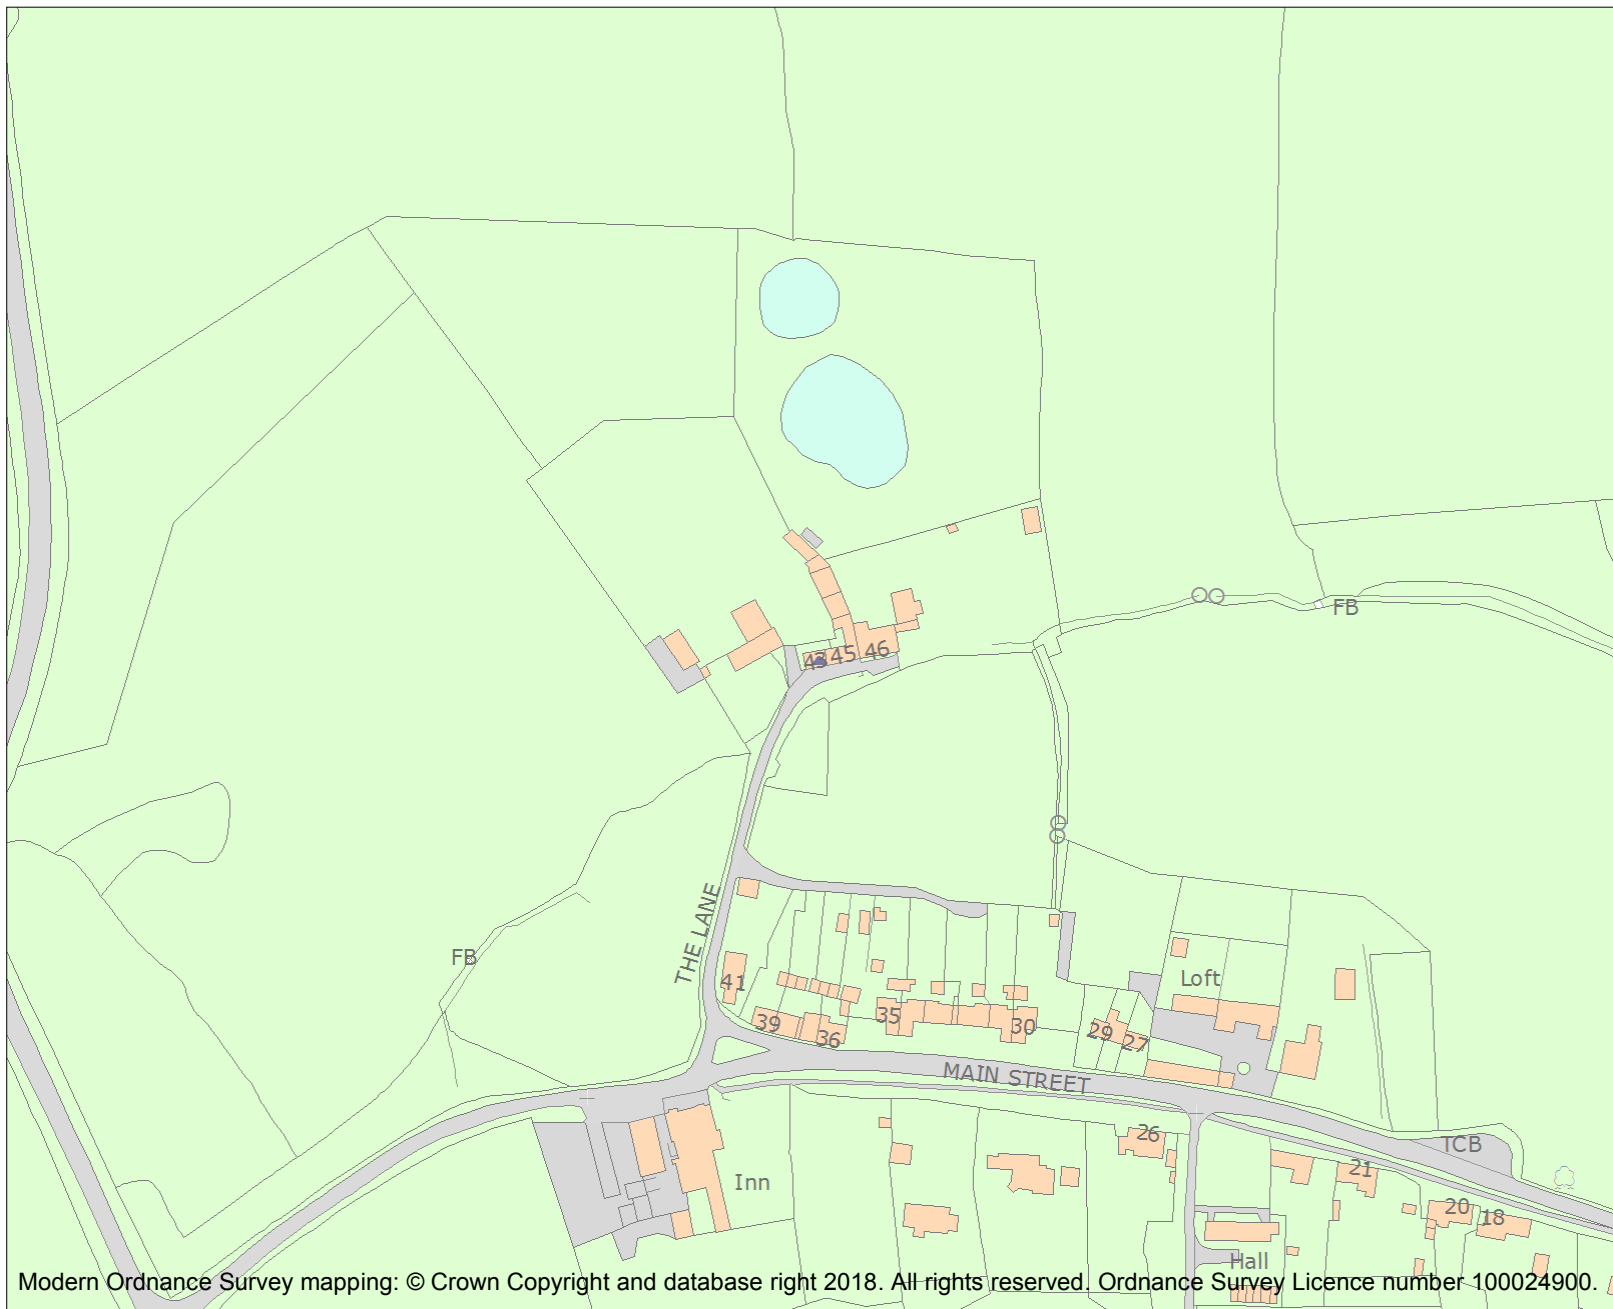 FB
43
45
46
THE LANE
FB
41
39
36
35
30
29
27
Loft
MAIN STREET
26
TCB
21
Inn
20
18
Hall
Modern Ordnance Survey mapping: © Crown Copyright and database right 2018. All rights reserved. Ordnance Survey Licence number 100024900.